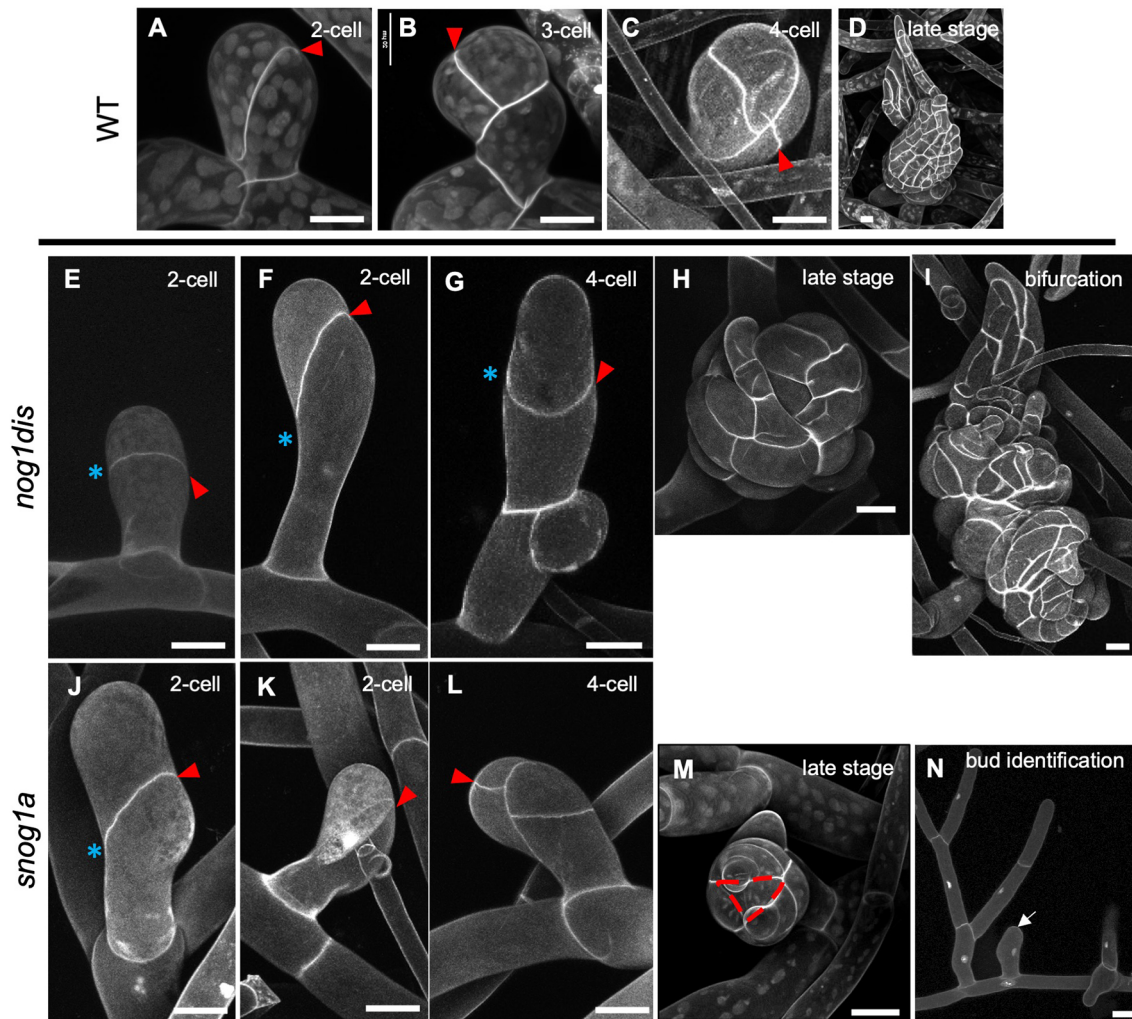 A 2-cell
B 3-cell
C 4-cell
D late stage
WT
E 2-cell
F 2-cell
G 4-cell
H late stage
I bifurcation
nog1dis
J 2-cell
K 2-cell
L 4-cell
M late stage
N bud identification
snog1a